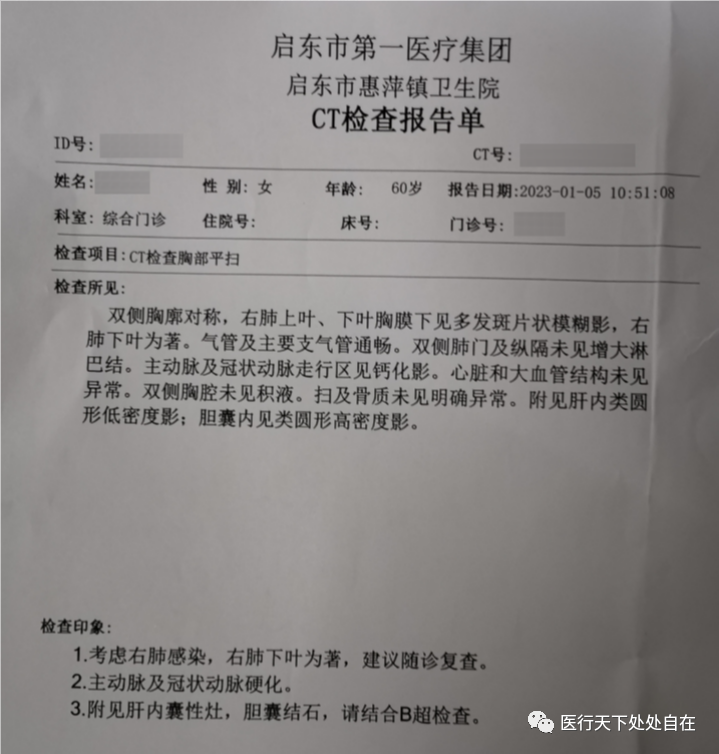 启东市第一医疗集团
启东市惠萍镇卫生院
CT检查报告单
ID号:
CT号:
姓名: 性 别: 女 年龄: 60岁 报告日期:2023-01-05 10:51:08
科室: 综合门诊 住院号: 床号: 门诊号:
检查项目:CT检查胸部平扫
检查所见:
双侧胸廓对称，右肺上叶、下叶胸膜下见多发斑片状模糊影，右
肺下叶为著。气管及主要支气管通畅。双侧肺门及纵隔未见增大淋
巴结。主动脉及冠状动脉走行区见钙化影。心脏和大血管结构未见
异常。双侧胸腔未见积液。扫及骨质未见明确异常。附见肝内类圆
形低密度影；胆囊内见类圆形高密度影。
检查印象:
1.考虑右肺感染，右肺下叶为著，建议随诊复查。
2.主动脉及冠状动脉硬化。
3.附见肝内囊性灶，胆囊结石，请结合B超检查。
医行天下处处自在